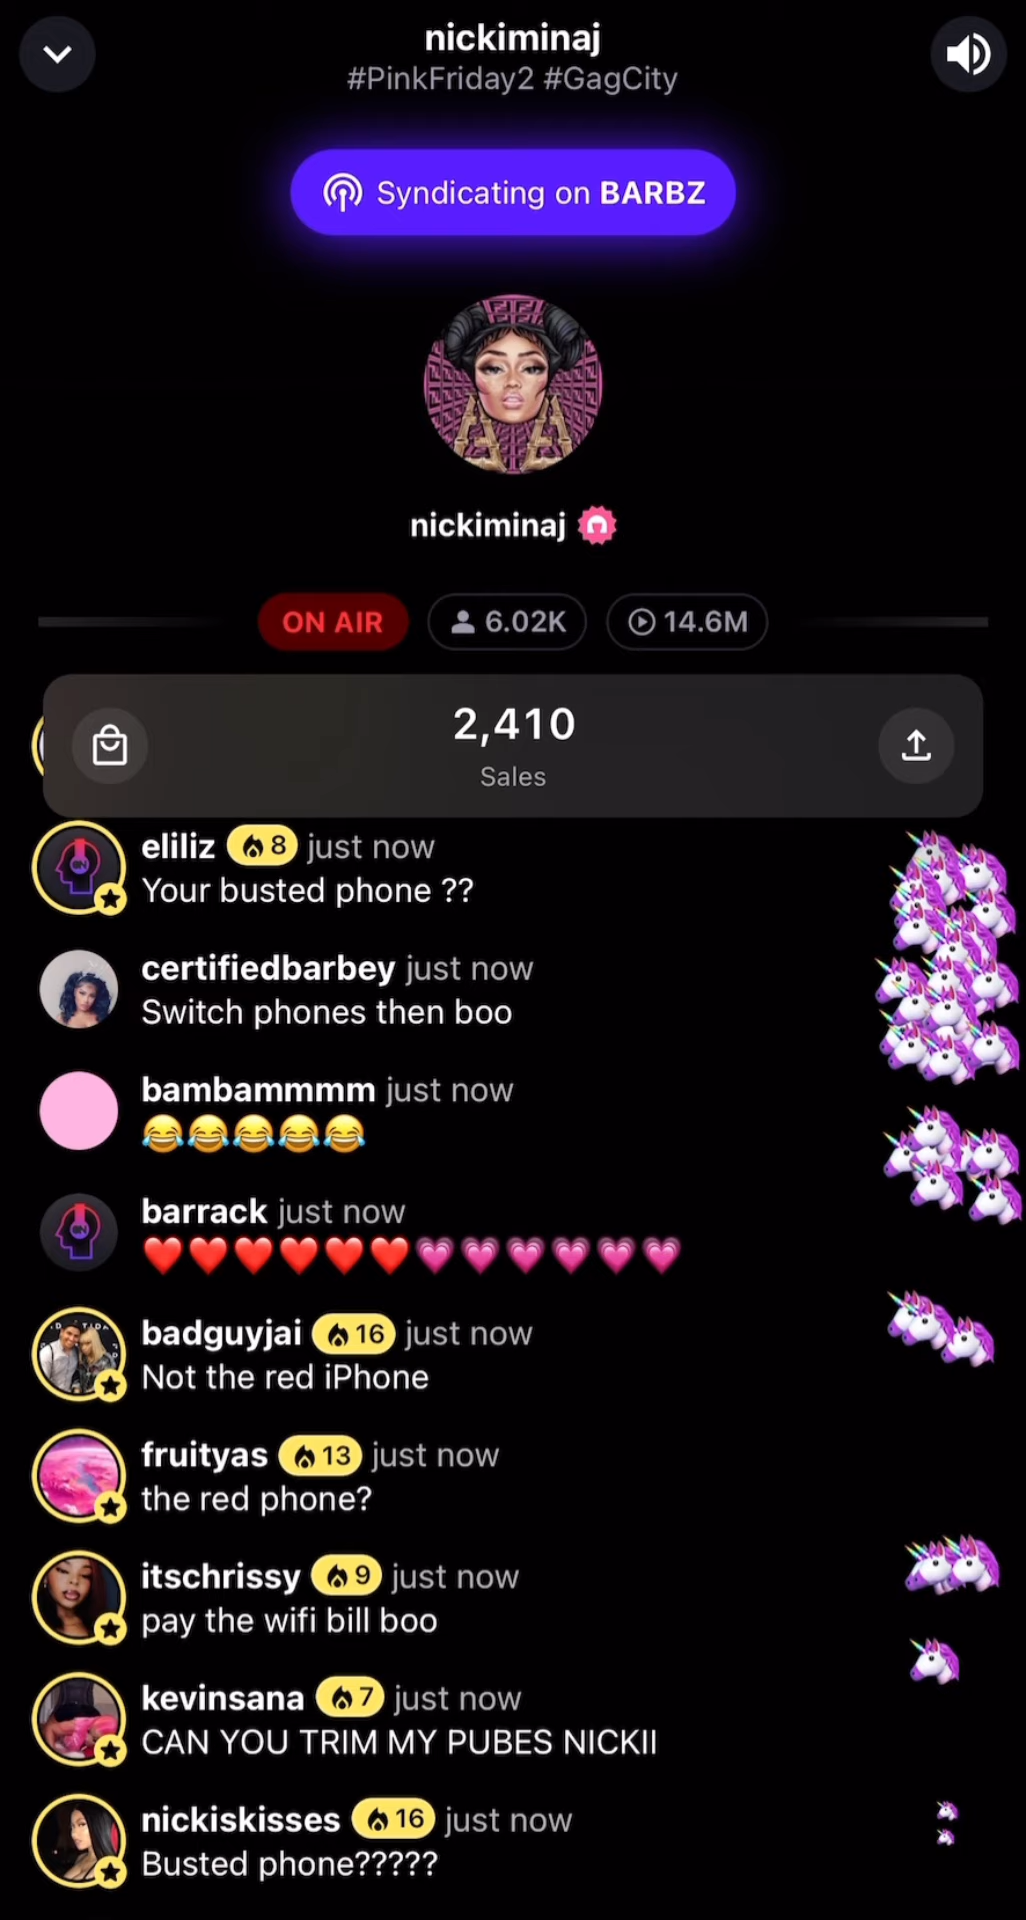 nickiminaj
#PinkFriday2 #GagCity
Syndicating on BARBZ
nickiminaj
ON AIR 6.02K 14.6M
2,410
Sales
eliliz 8 just now
Your busted phone ??
certifiedbarbey just now
Switch phones then boo
bambammmm just now
😂😂😂😂😂
barrack just now
❤️❤️❤️❤️❤️❤️💗💗💗💗💗💗
badguyjai 16 just now
Not the red iPhone
fruityas 13 just now
the red phone?
itschrissy 9 just now
pay the wifi bill boo
kevinsana 7 just now
CAN YOU TRIM MY PUBES NICKII
nickiskisses 16 just now
Busted phone?????